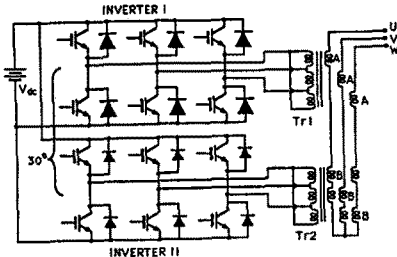 INVERTER I
U
V
W
A
A
A
Vdc
Tr1
30°
B
B
B
Tr2
INVERTER II